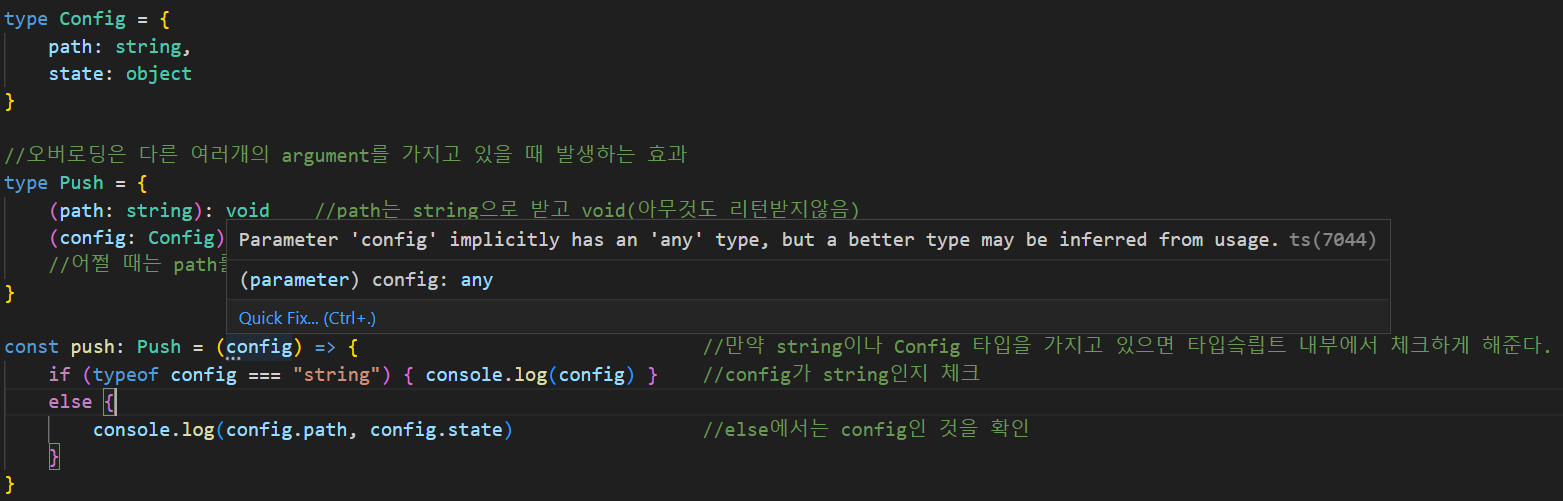 type Config = {
    path: string,
    state: object
}
//오버로딩은 다른 여러개의 argument를 가지고 있을 때 발생하는 효과
type Push = {
    (path: string): void    //path는 string으로 받고 void(아무것도 리턴받지않음)
    (config: Config)
Parameter 'config' implicitly has an 'any' type, but a better type may be inferred from usage. ts(7044)
    //어쩔 때는 path를
(parameter) config: any
}
Quick Fix... (Ctrl+.)
const push: Push = (config) => {    //만약 string이나 Config 타입을 가지고 있으면 타입슼립트 내부에서 체크하게 해준다.
    if (typeof config === "string") { console.log(config) }    //config가 string인지 체크
    else {
        console.log(config.path, config.state)    //else에서는 config인 것을 확인
    }
}